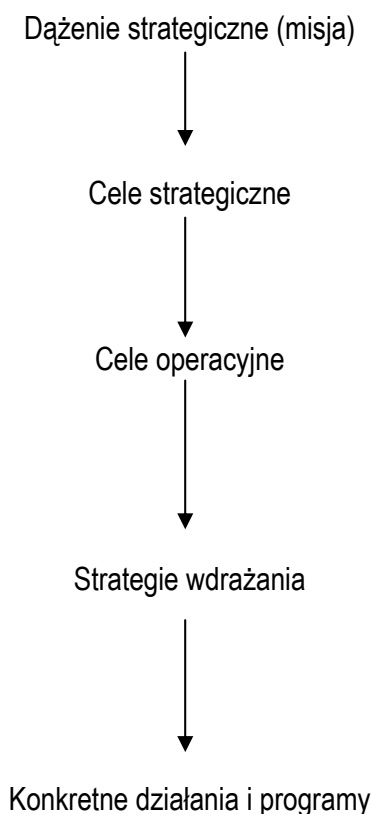 Dążenie strategiczne (misja)
Cele strategiczne
Cele operacyjne
Strategie wdrażania
Konkretne działania i programy